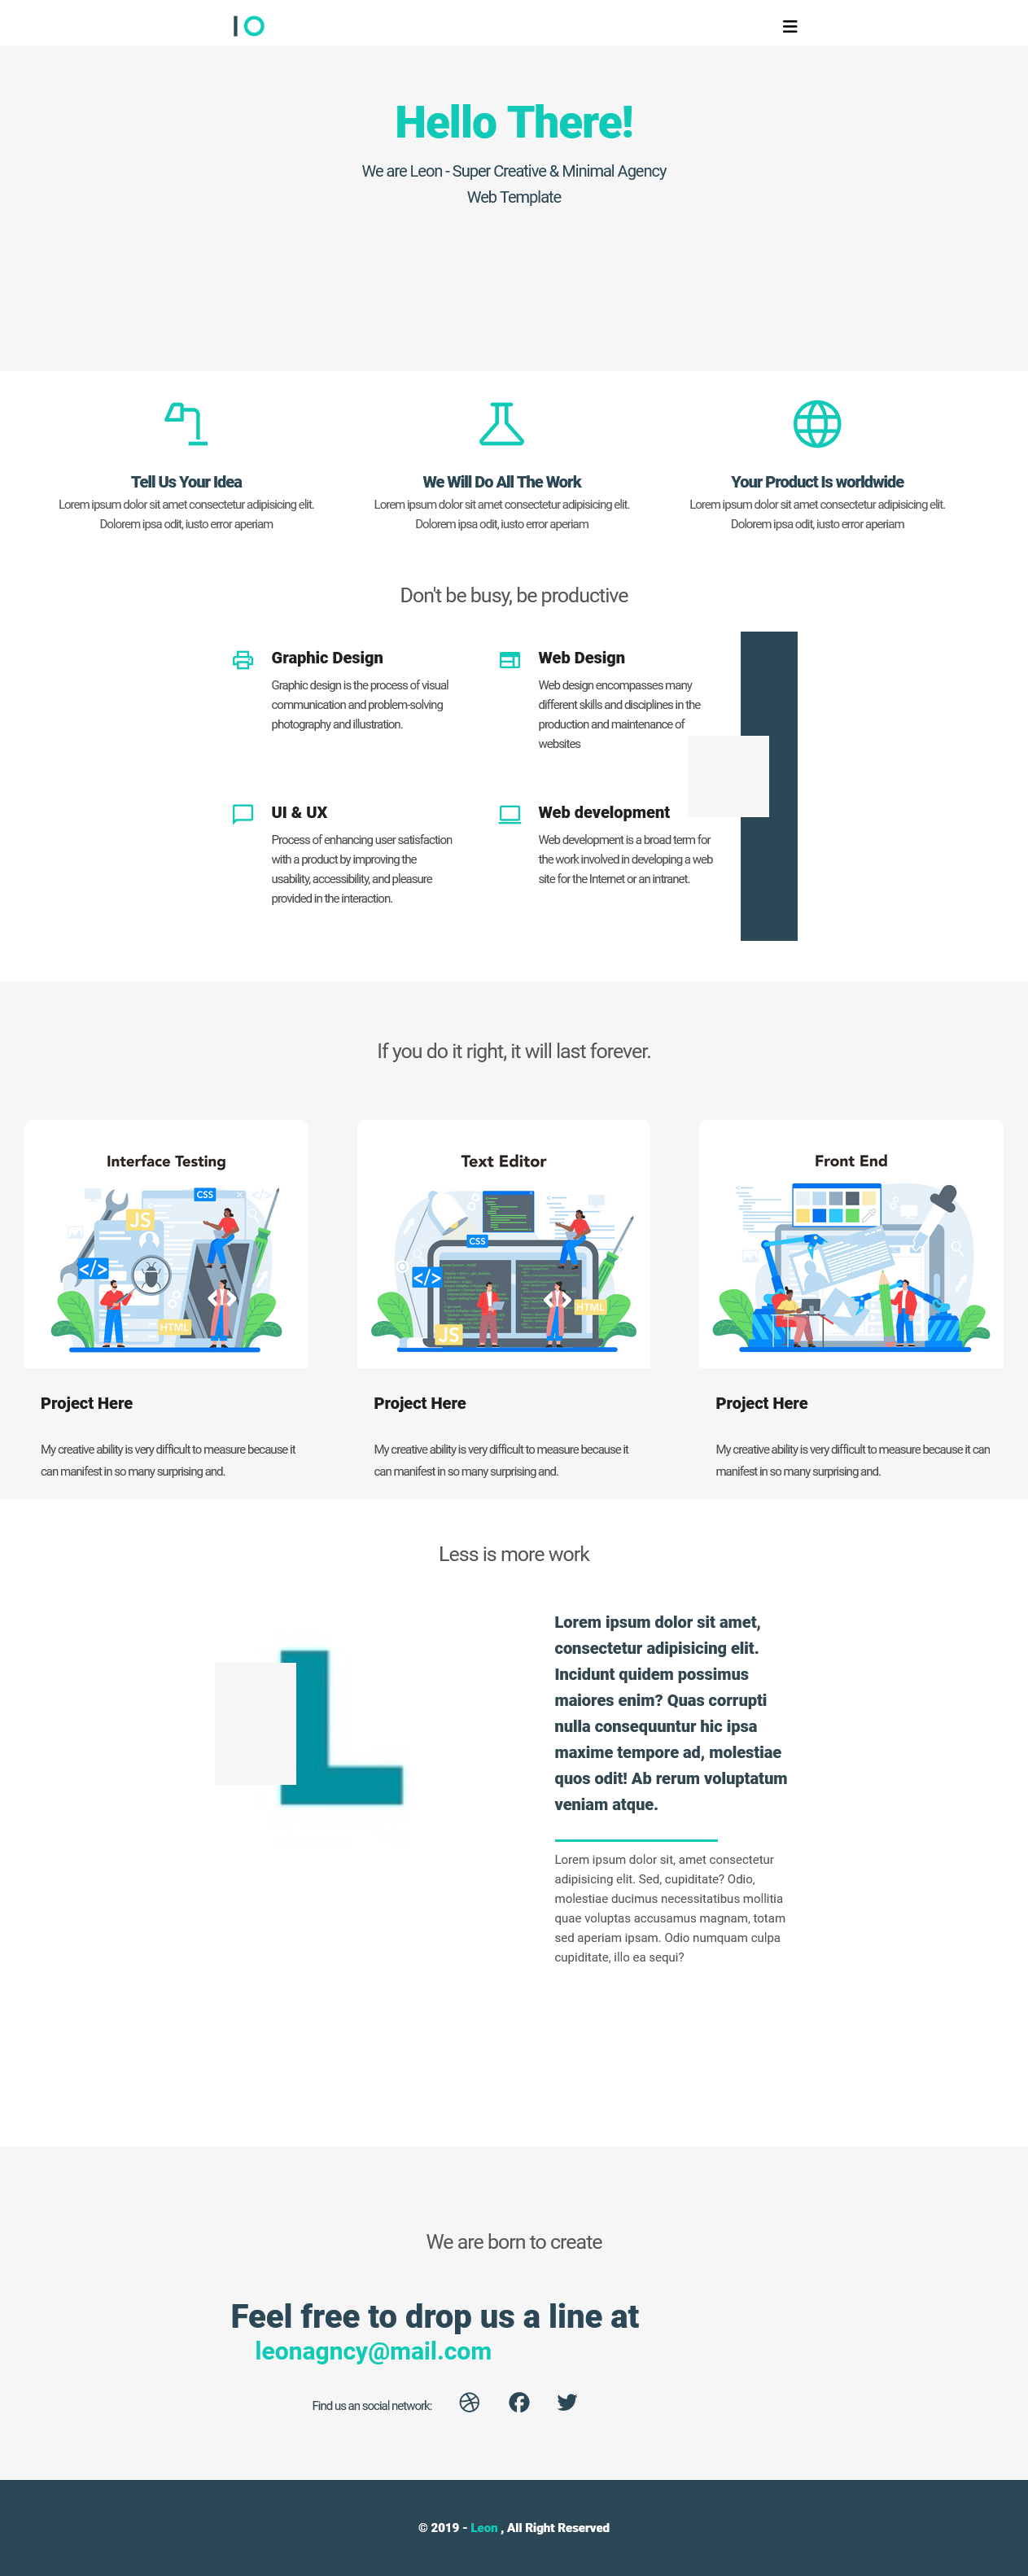 IO
Hello There!
We are Leon - Super Creative & Minimal Agency
Web Template
Tell Us Your Idea
Lorem ipsum dolor sit amet consectetur adipisicing elit.
Dolorem ipsa odit, iusto error aperiam
We Will Do All The Work
Lorem ipsum dolor sit amet consectetur adipisicing elit.
Dolorem ipsa odit, iusto error aperiam
Your Product Is worldwide
Lorem ipsum dolor sit amet consectetur adipisicing elit.
Dolorem ipsa odit, iusto error aperiam
Don't be busy, be productive
Graphic Design
Graphic design is the process of visual
communication and problem-solving
photography and illustration.
Web Design
Web design encompasses many
different skills and disciplines in the
production and maintenance of
websites
UI & UX
Process of enhancing user satisfaction
with a product by improving the
usability, accessibility, and pleasure
provided in the interaction.
Web development
Web development is a broad term for
the work involved in developing a web
site for the Internet or an intranet.
If you do it right, it will last forever.
Interface Testing
CSS
</>
JS
</>
HTML
Project Here
My creative ability is very difficult to measure because it
can manifest in so many surprising and.
Text Editor
CSS
</>
HTML
JS
Project Here
My creative ability is very difficult to measure because it
can manifest in so many surprising and.
Front End
Project Here
My creative ability is very difficult to measure because it can
manifest in so many surprising and.
Less is more work
L
Lorem ipsum dolor sit amet,
consectetur adipisicing elit.
Incidunt quidem possimus
maiores enim? Quas corrupti
nulla consequuntur hic ipsa
maxime tempore ad, molestiae
quos odit! Ab rerum voluptatum
veniam atque.
Lorem ipsum dolor sit, amet consectetur
adipisicing elit. Sed, cupiditate? Odio,
molestiae ducimus necessitatibus mollitia
quae voluptas accusamus magnam, totam
sed aperiam ipsam. Odio numquam culpa
cupiditate, illo ea sequi?
We are born to create
Feel free to drop us a line at
leonagncy@mail.com
Find us an social network:
© 2019 - Leon , All Right Reserved